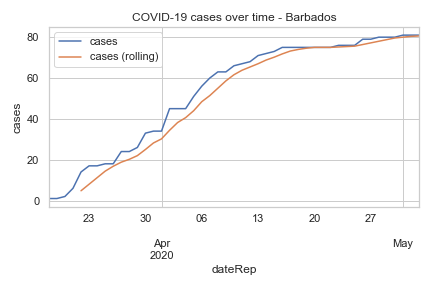 COVID-19 cases over time - Barbados
cases
cases (rolling)
cases
80
60
40
20
0
23 30 06 13 20 27
Apr May
2020
dateRep